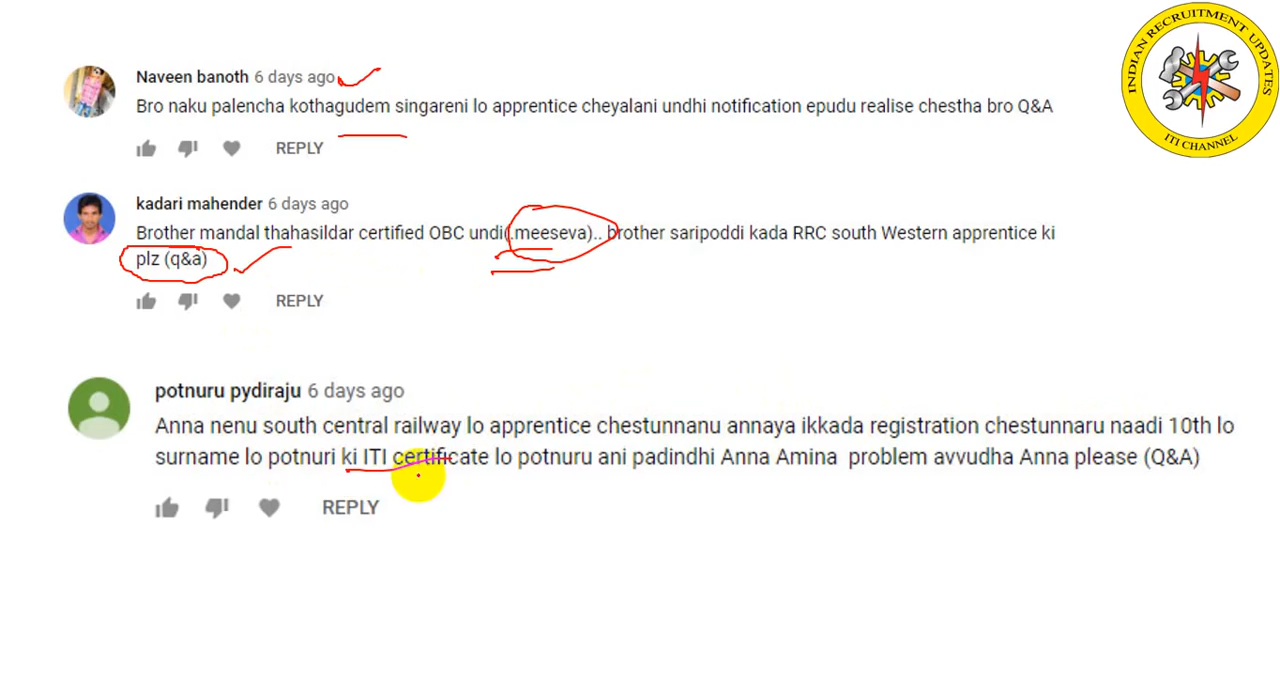 INDIAN RECRUITMENT UPDATES
ITI CHANNEL
Naveen banoth 6 days ago
Bro naku palencha kothagudem singareni lo apprentice cheyalani undhi notification epudu realise chestha bro Q&A
REPLY
kadari mahender 6 days ago
Brother mandal thahasildar certified OBC undi(.meeseva).. brother saripoddi kada RRC south Western apprentice ki
plz (q&a)
REPLY
potnuru pydiraju 6 days ago
Anna nenu south central railway lo apprentice chestunnanu annaya ikkada registration chestunnaru naadi 10th lo
surname lo potnuri ki ITI certificate lo potnuru ani padindhi Anna Amina problem avvudha Anna please (Q&A)
REPLY